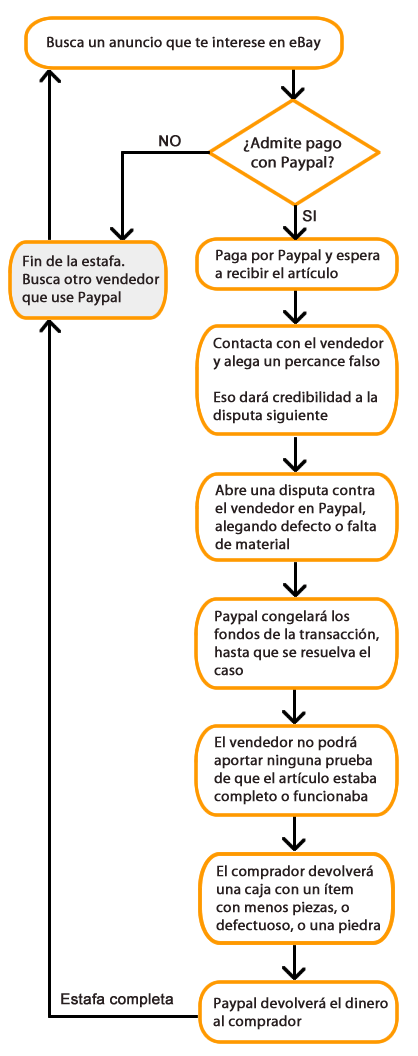 Busca un anuncio que te interese en eBay
¿Admite pago
con Paypal?
NO
SI
Fin de la estafa.
Busca otro vendedor
que use Paypal
Paga por Paypal y espera
a recibir el artículo
Contacta con el vendedor
y alega un percance falso
Eso dará credibilidad a la
disputa siguiente
Abre una disputa contra
el vendedor en Paypal,
alegando defecto o falta
de material
Paypal congelará los
fondos de la transacción,
hasta que se resuelva el
caso
El vendedor no podrá
aportar ninguna prueba
de que el artículo estaba
completo o funcionaba
El comprador devolverá
una caja con un ítem
con menos piezas, o
defectuoso, o una piedra
Estafa completa
Paypal devolverá el dinero
al comprador